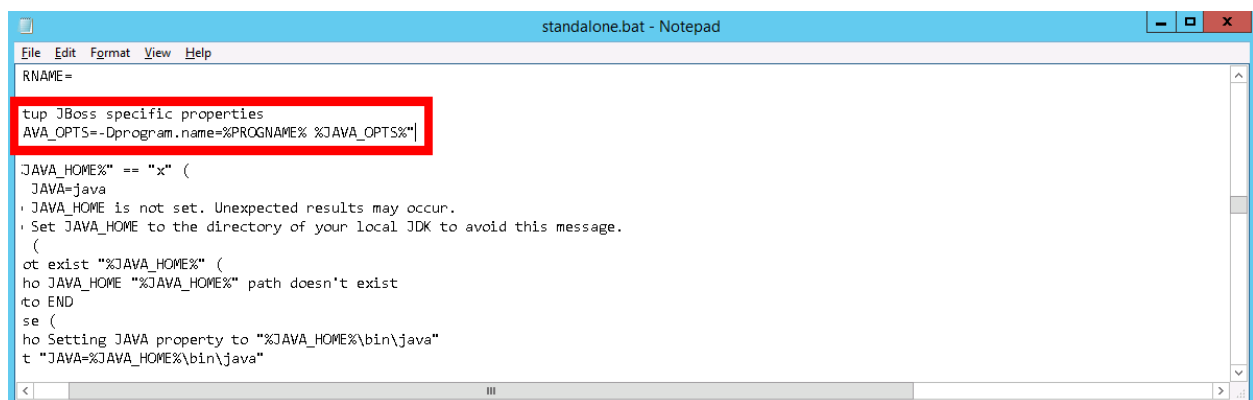 standalone.bat - Notepad
File Edit Format View Help
RNAME=
tup JBoss specific properties
AVA_OPTS=-Dprogram.name=%PROGNAME% %JAVA_OPTS%"
JAVA_HOME%" == "x" (
JAVA=java
JAVA_HOME is not set. Unexpected results may occur.
Set JAVA_HOME to the directory of your local JDK to avoid this message.
(
ot exist "%JAVA_HOME%" (
ho JAVA_HOME "%JAVA_HOME%" path doesn't exist
to END
se (
ho Setting JAVA property to "%JAVA_HOME%\bin\java"
t "JAVA=%JAVA_HOME%\bin\java"